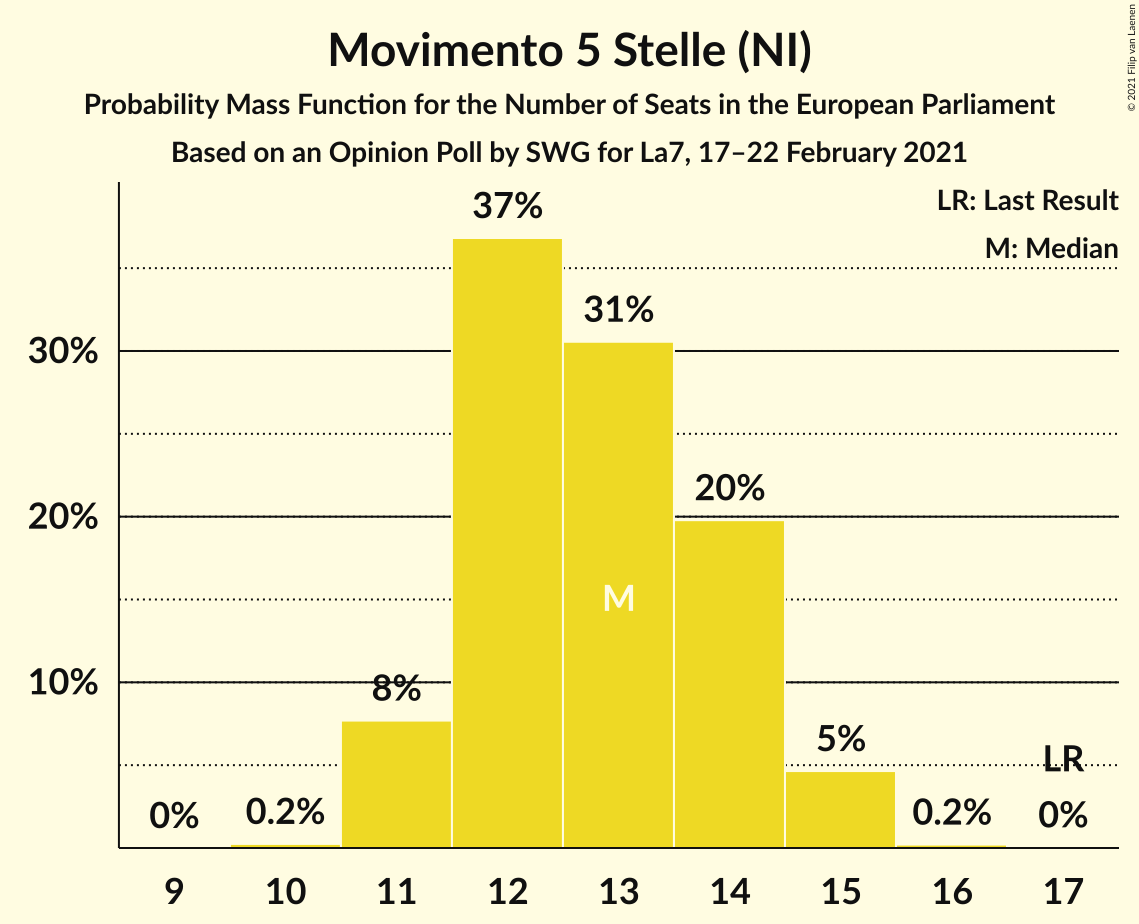 Movimento 5 Stelle (NI)
Probability Mass Function for the Number of Seats in the European Parliament
Based on an Opinion Poll by SWG for La7, 17–22 February 2021
© 2021 Filip van Laenen
LR: Last Result
M: Median
37%
31%
30%
20%
20%
M
10%
8%
5%
LR
0%
0.2%
0.2%
0%
9 10 11 12 13 14 15 16 17